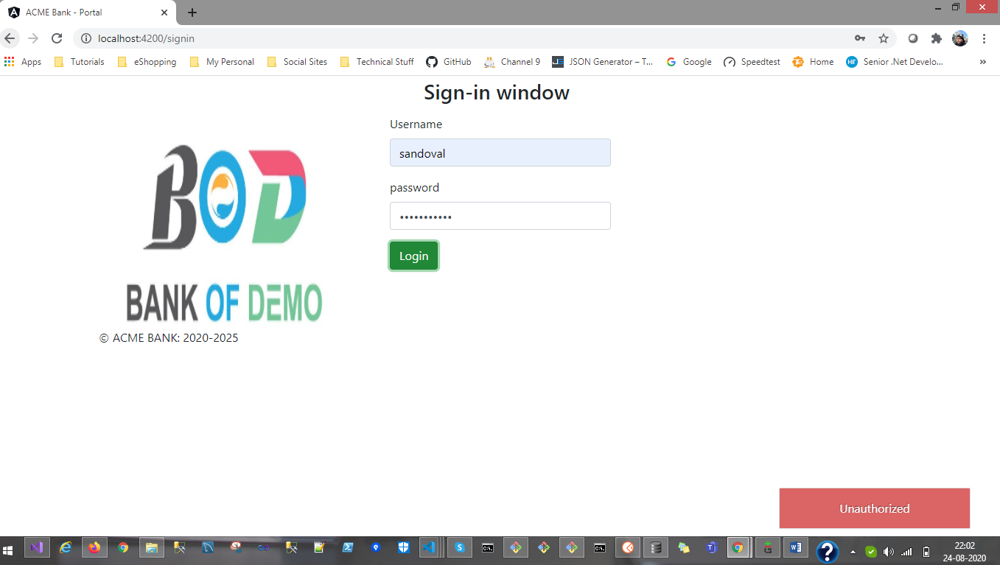 ACME Bank - Portal
localhost:4200/signin
Apps Tutorials eShopping My Personal Social Sites Technical Stuff GitHub Channel 9 JSON Generator – T... Google Speedtest Home Senior .Net Develo... »
Sign-in window
Username
sandoval
password
•••••••••••
Login
BOD
BANK OF DEMO
© ACME BANK: 2020-2025
Unauthorized
22:02
24-08-2020